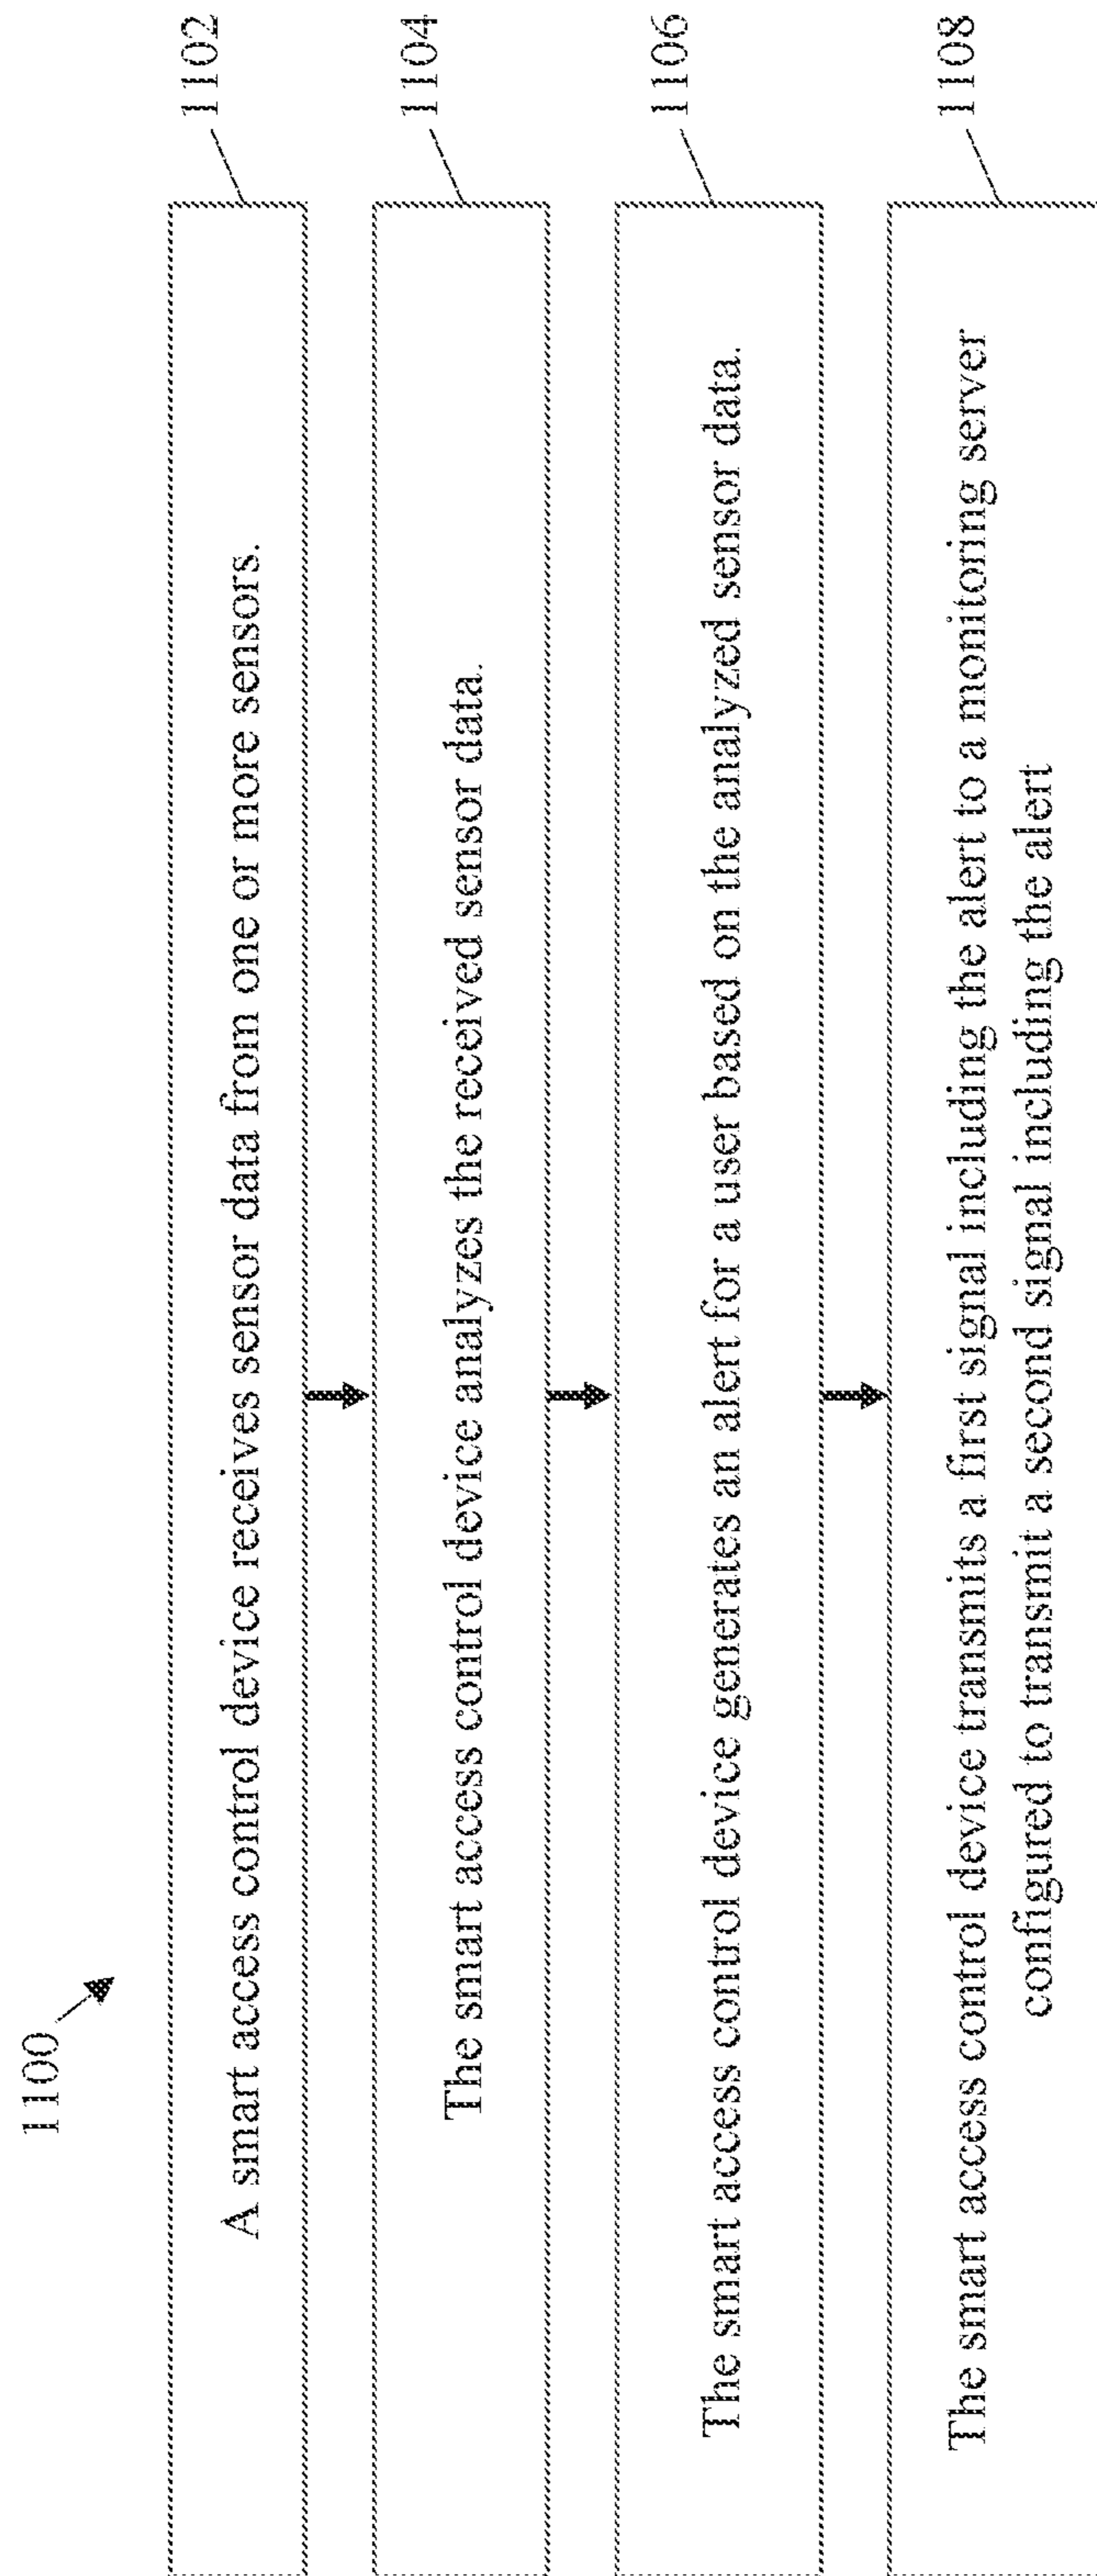 1100
A smart access control device receives sensor data from one or more sensors.
1102
The smart access control device analyzes the received sensor data.
1104
The smart access control device generates an alert for a user based on the analyzed sensor data.
1106
The smart access control device transmits a first signal including the alert to a monitoring server
configured to transmit a second signal including the alert
1108